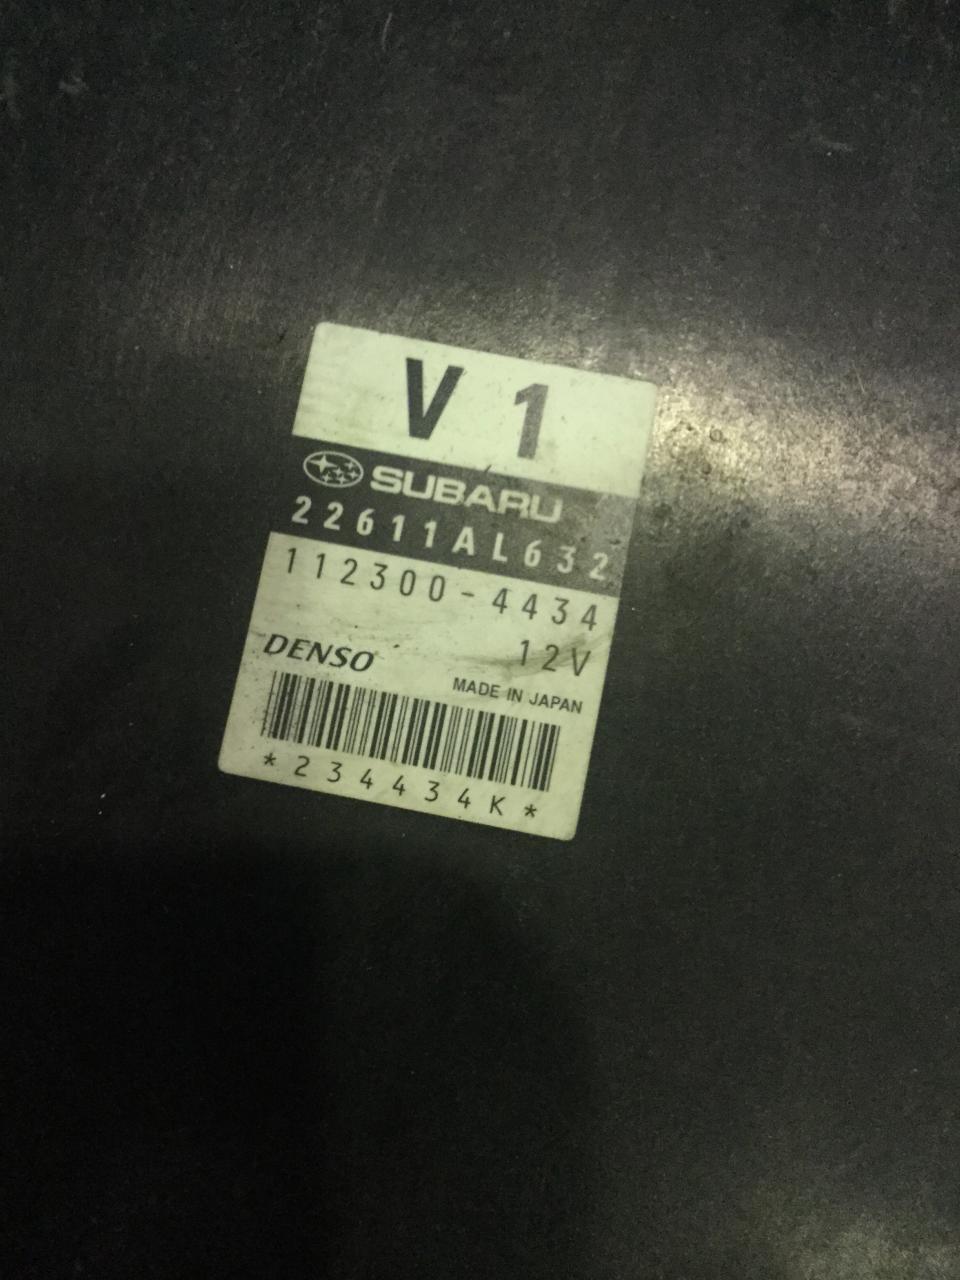 V 1
SUBARU
22611AL632
112300-4434
12V
DENSO
MADE IN JAPAN
*234434K*